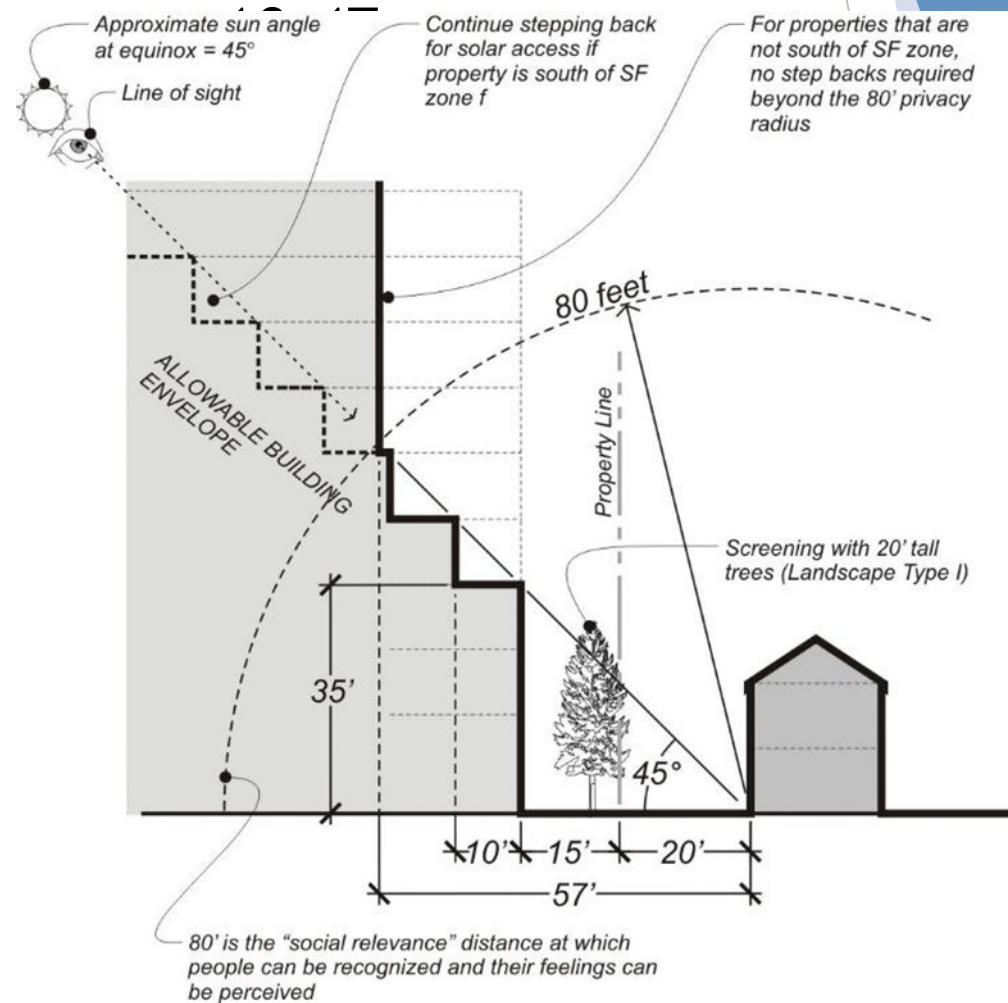 Approximate sun angle
at equinox = 45°
Line of sight
Continue stepping back
for solar access if
property is south of SF
zone f
For properties that are
not south of SF zone,
no step backs required
beyond the 80' privacy
radius
80 feet
ALLOWABLE BUILDING
ENVELOPE
Property Line
Screening with 20' tall
trees (Landscape Type I)
35'
45°
10' 15' 20'
57'
80' is the “social relevance” distance at which
people can be recognized and their feelings can
be perceived